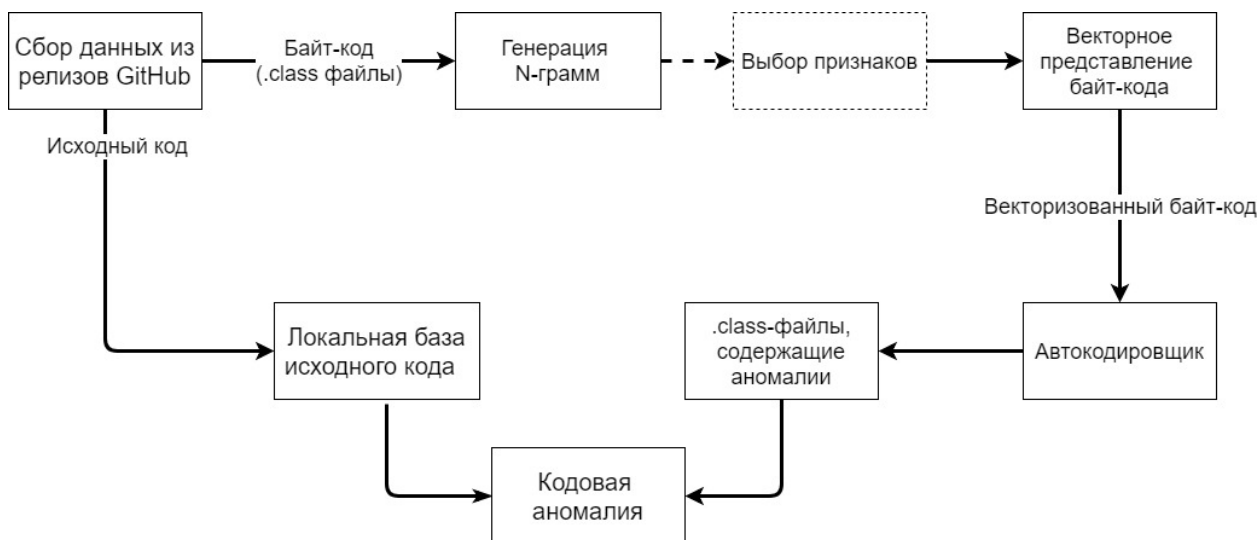 Сбор данных из
релизов GitHub
Байт-код
(.class файлы)
Генерация
N-грамм
Выбор признаков
Векторное
представление
байт-кода
Исходный код
Векторизованный байт-код
Локальная база
исходного кода
.class-файлы,
содержащие
аномалии
Автокодировщик
Кодовая
аномалия